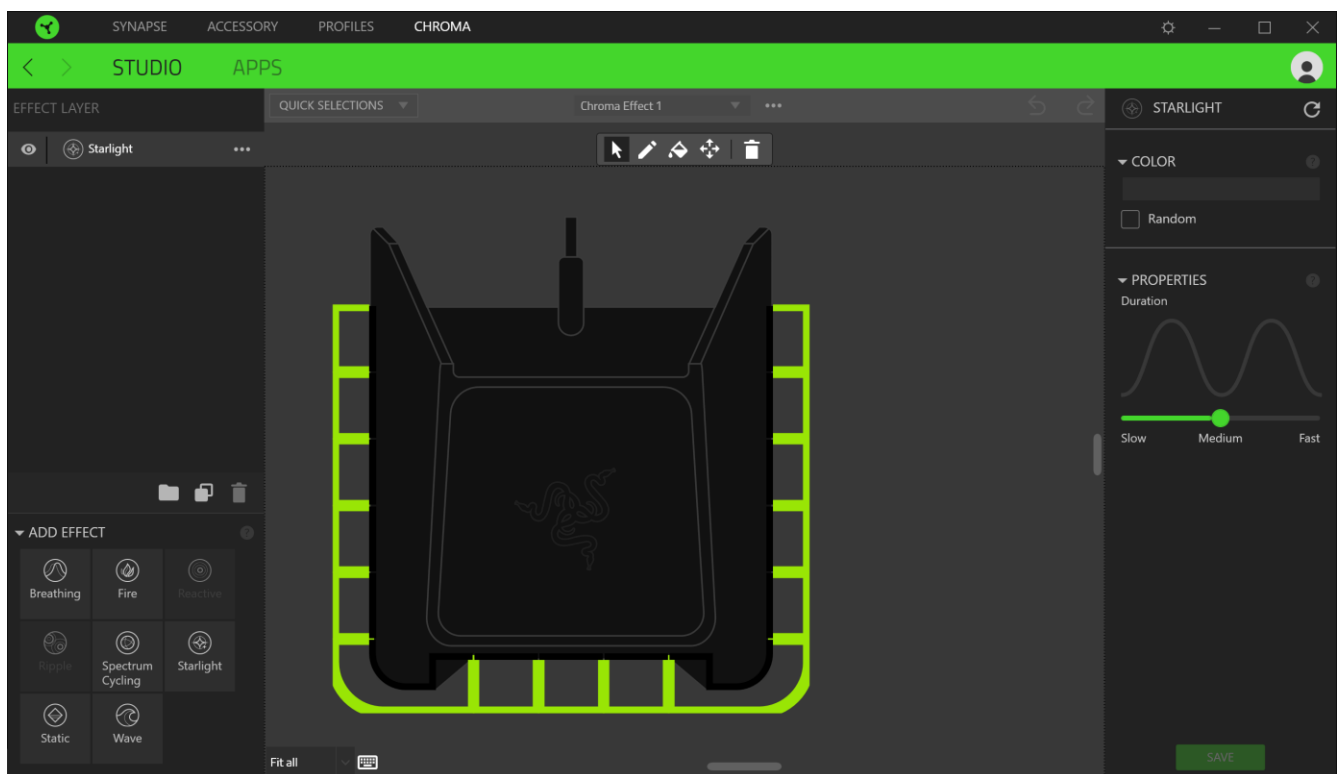 SYNAPSE ACCESSORY PROFILES CHROMA
STUDIO APPS
EFFECT LAYER
QUICK SELECTIONS
Chroma Effect 1
STARLIGHT
Starlight
COLOR
Random
PROPERTIES
Duration
Slow Medium Fast
ADD EFFECT
Breathing
Fire
Reactive
Ripple
Spectrum
Cycling
Starlight
Static
Wave
Fit all
SAVE